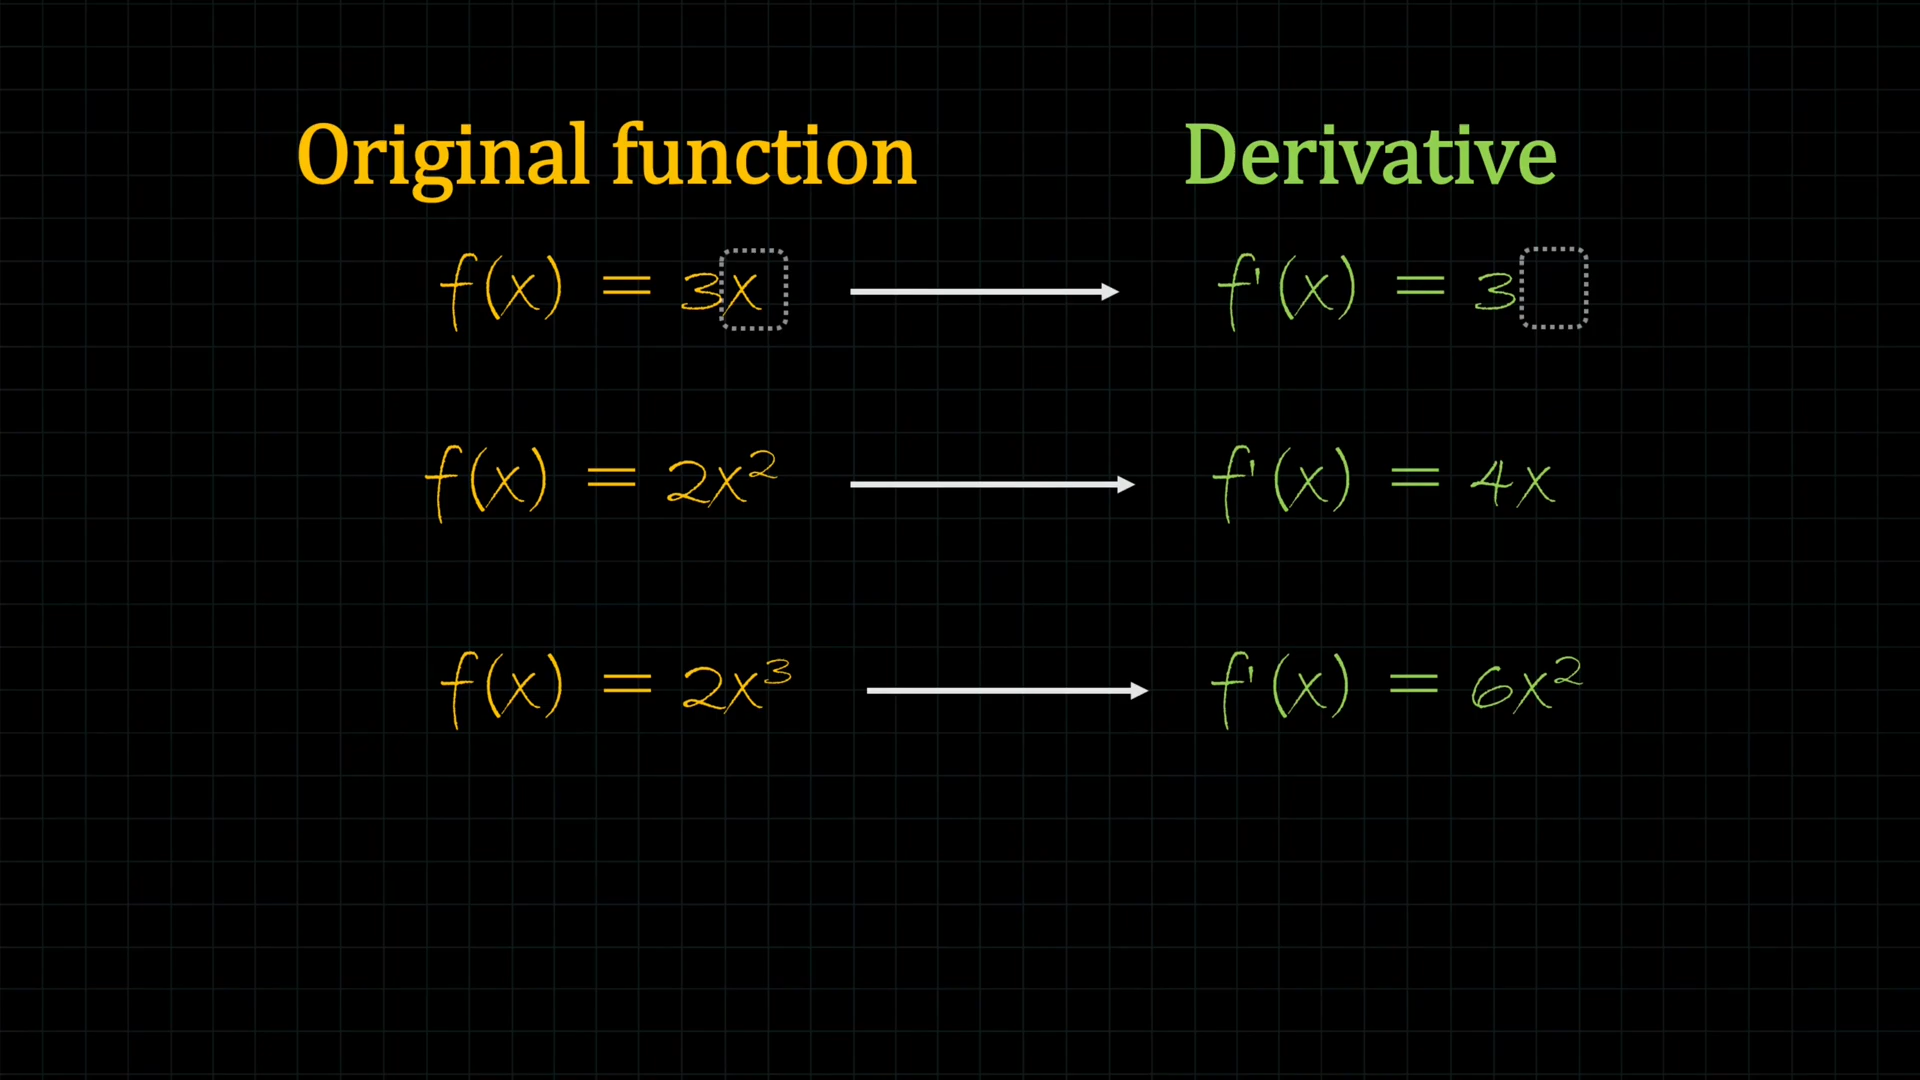 Original function Derivative
f(x) = 3x f'(x) = 3
f(x) = 2x² f'(x) = 4x
f(x) = 2x³ f'(x) = 6x²